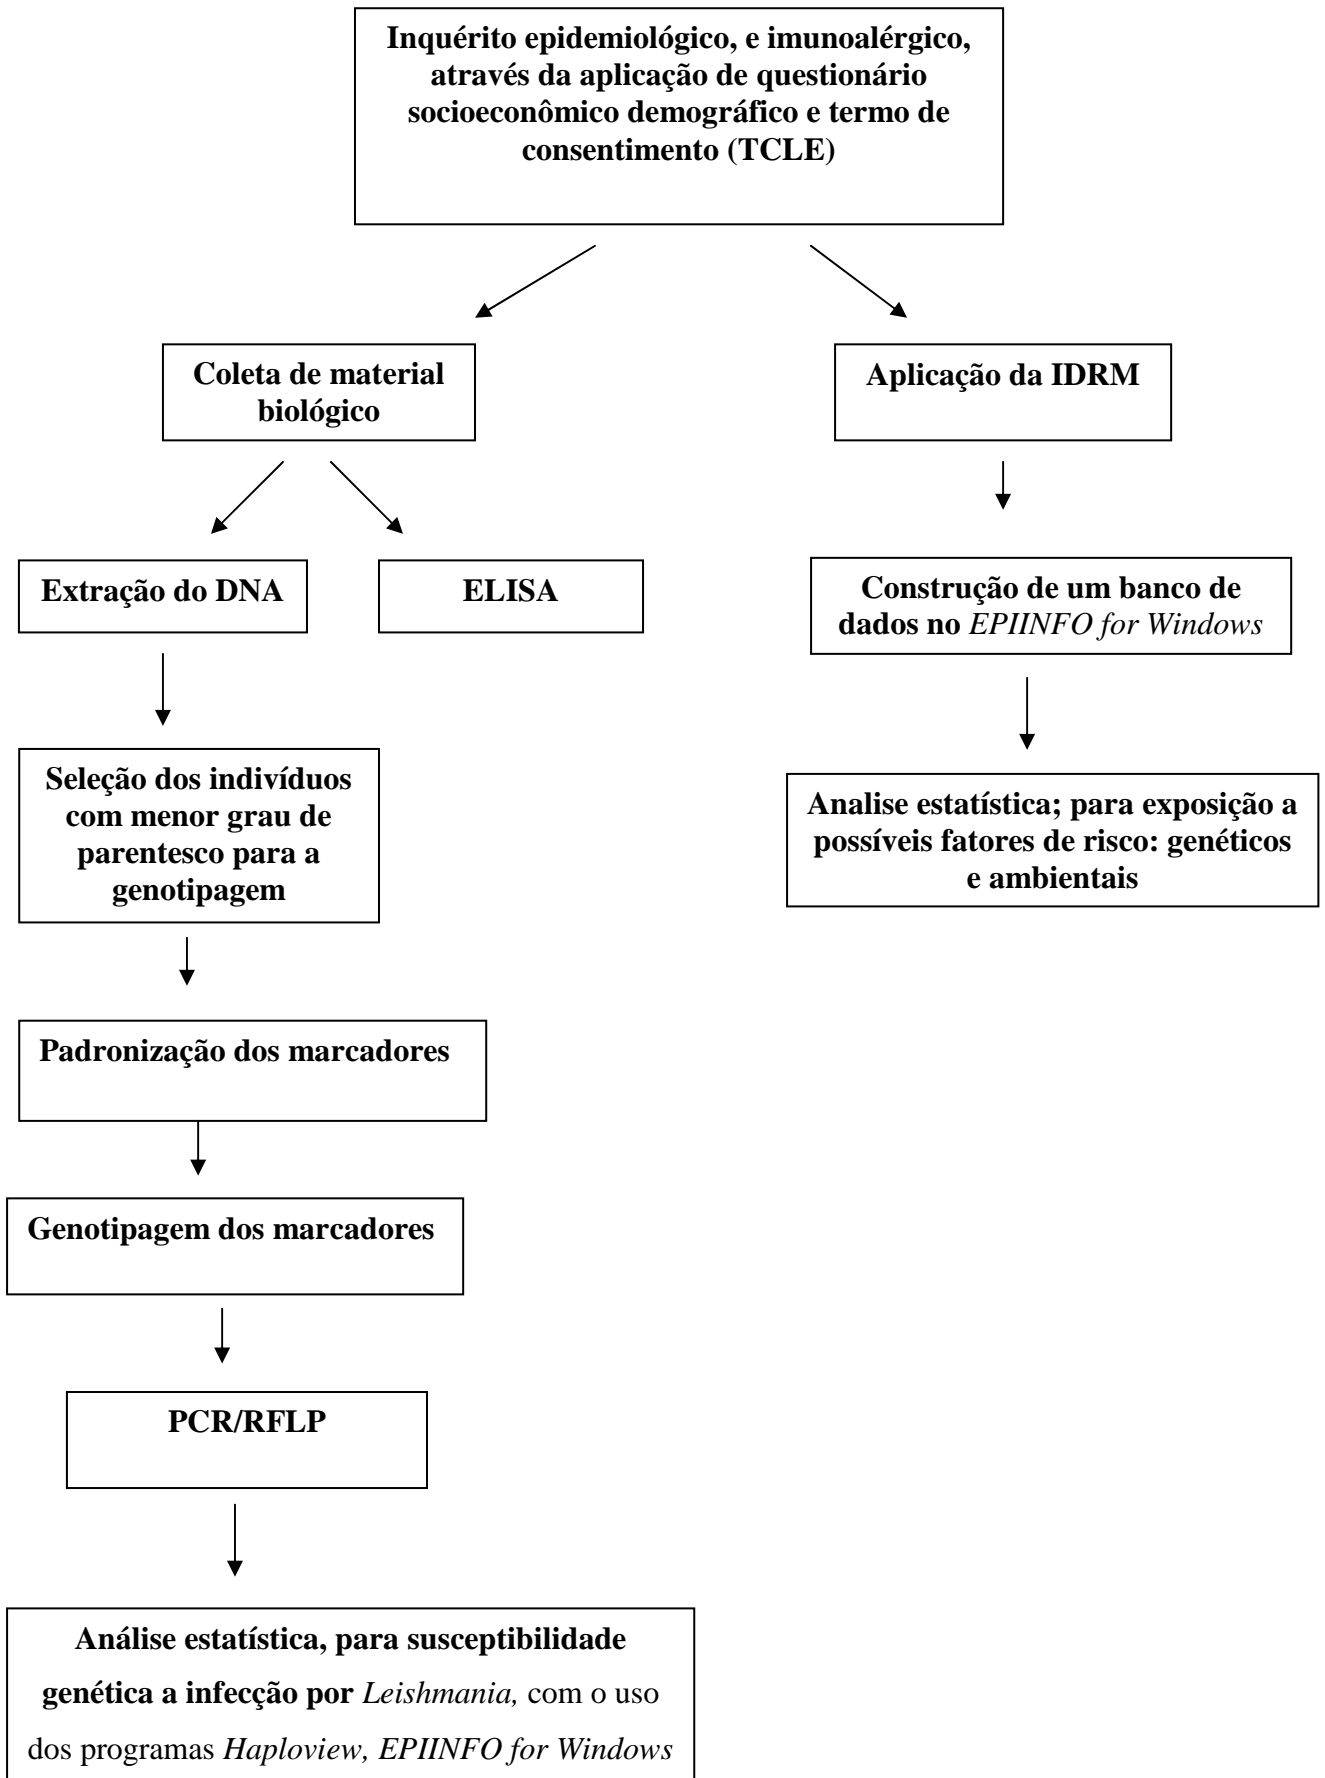 Inquérito epidemiológico, e imunoalérgico,
através da aplicação de questionário
socioeconômico demográfico e termo de
consentimento (TCLE)
Coleta de material
biológico
Aplicação da IDRM
Extração do DNA
ELISA
Construção de um banco de
dados no EPIINFO for Windows
Seleção dos indivíduos
com menor grau de
parentesco para a
genotipagem
Analise estatística; para exposição a
possíveis fatores de risco: genéticos
e ambientais
Padronização dos marcadores
Genotipagem dos marcadores
PCR/RFLP
Análise estatística, para susceptibilidade
genética a infecção por Leishmania, com o uso
dos programas Haploview, EPIINFO for Windows